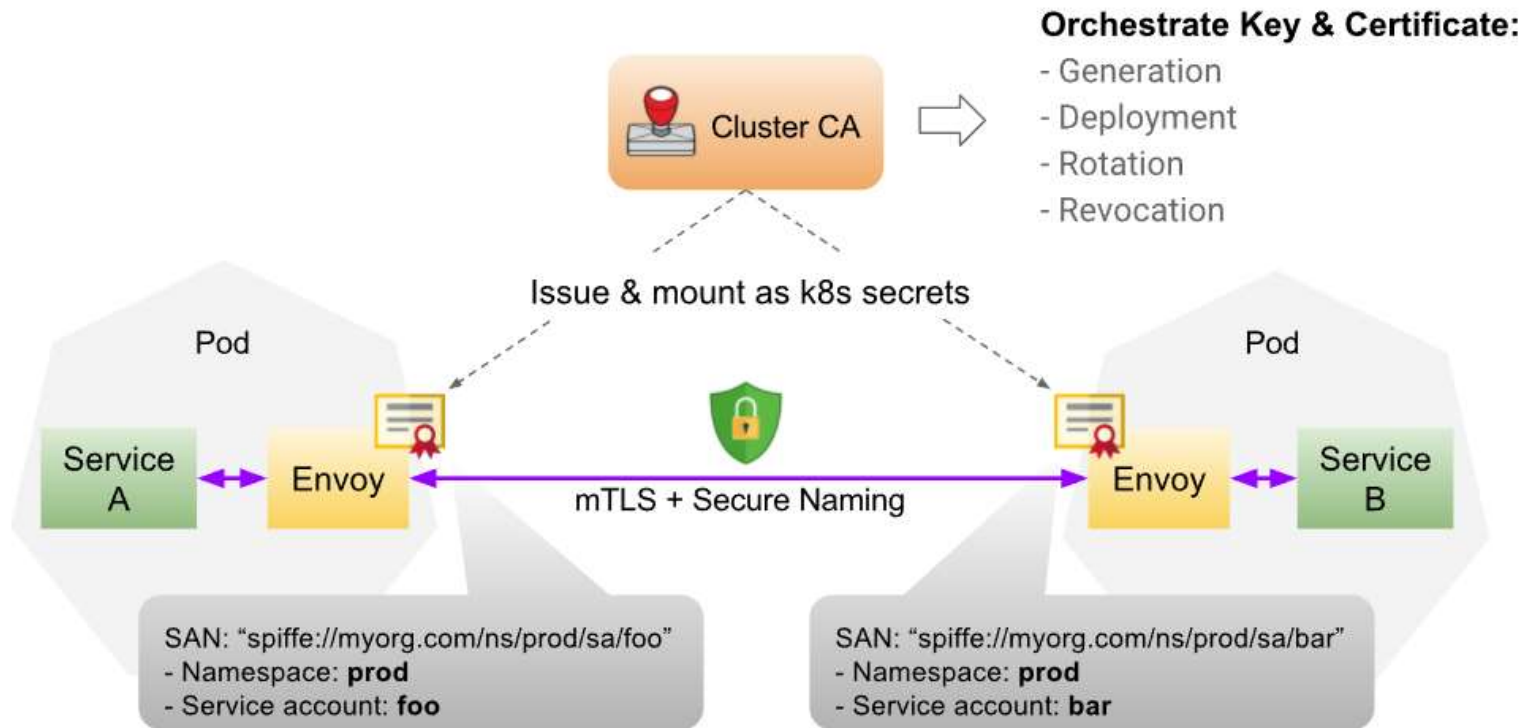 Orchestrate Key & Certificate:
- Generation
- Deployment
- Rotation
- Revocation
Cluster CA
Issue & mount as k8s secrets
Pod
Pod
Service
A
Envoy
mTLS + Secure Naming
Envoy
Service
B
SAN: “spiffe://myorg.com/ns/prod/sa/foo”
- Namespace: prod
- Service account: foo
SAN: “spiffe://myorg.com/ns/prod/sa/bar”
- Namespace: prod
- Service account: bar